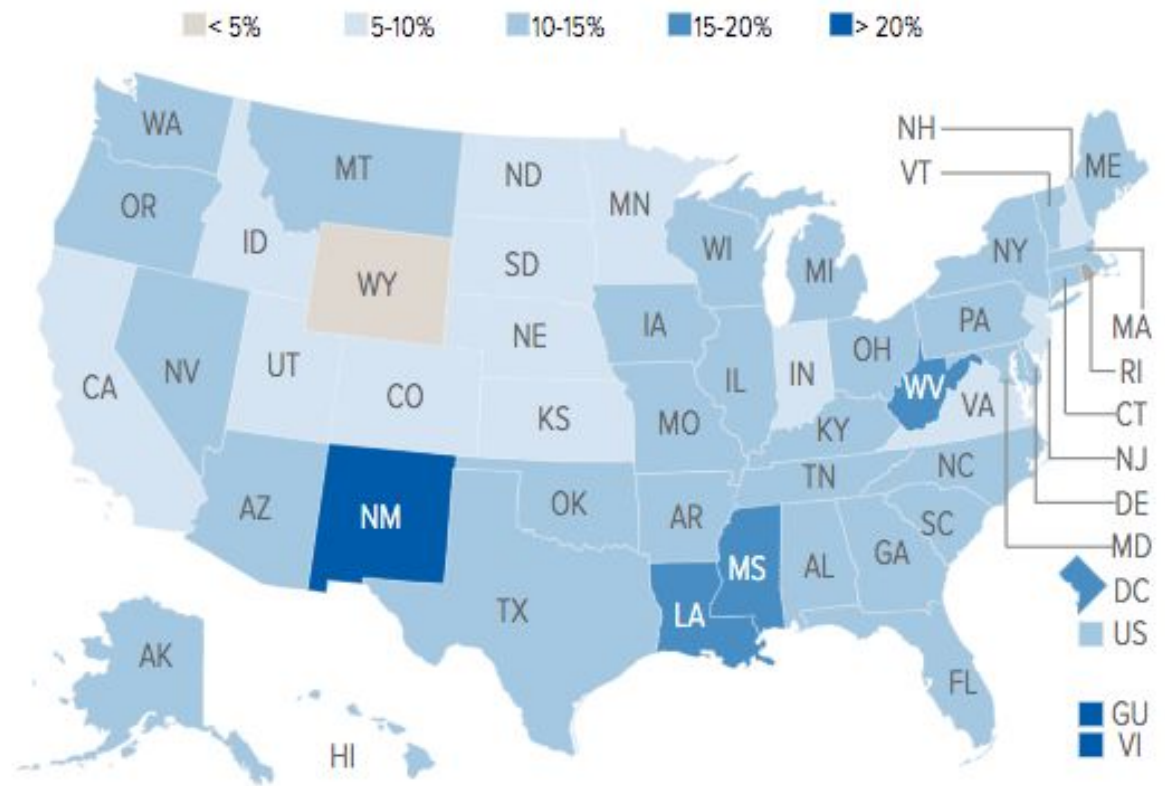 < 5% 5-10% 10-15% 15-20% > 20%
WA
MT
ND
MN
OR
ID
SD
WI
MI
NY
NH
VT
ME
WY
NE
IA
PA
MA
NV
UT
CO
IL
IN
OH
WV
VA
RI
CA
KS
MO
KY
CT
NJ
AZ
NM
OK
AR
TN
NC
DE
SC
MD
TX
LA
MS
AL
GA
DC
US
AK
HI
FL
GU
VI